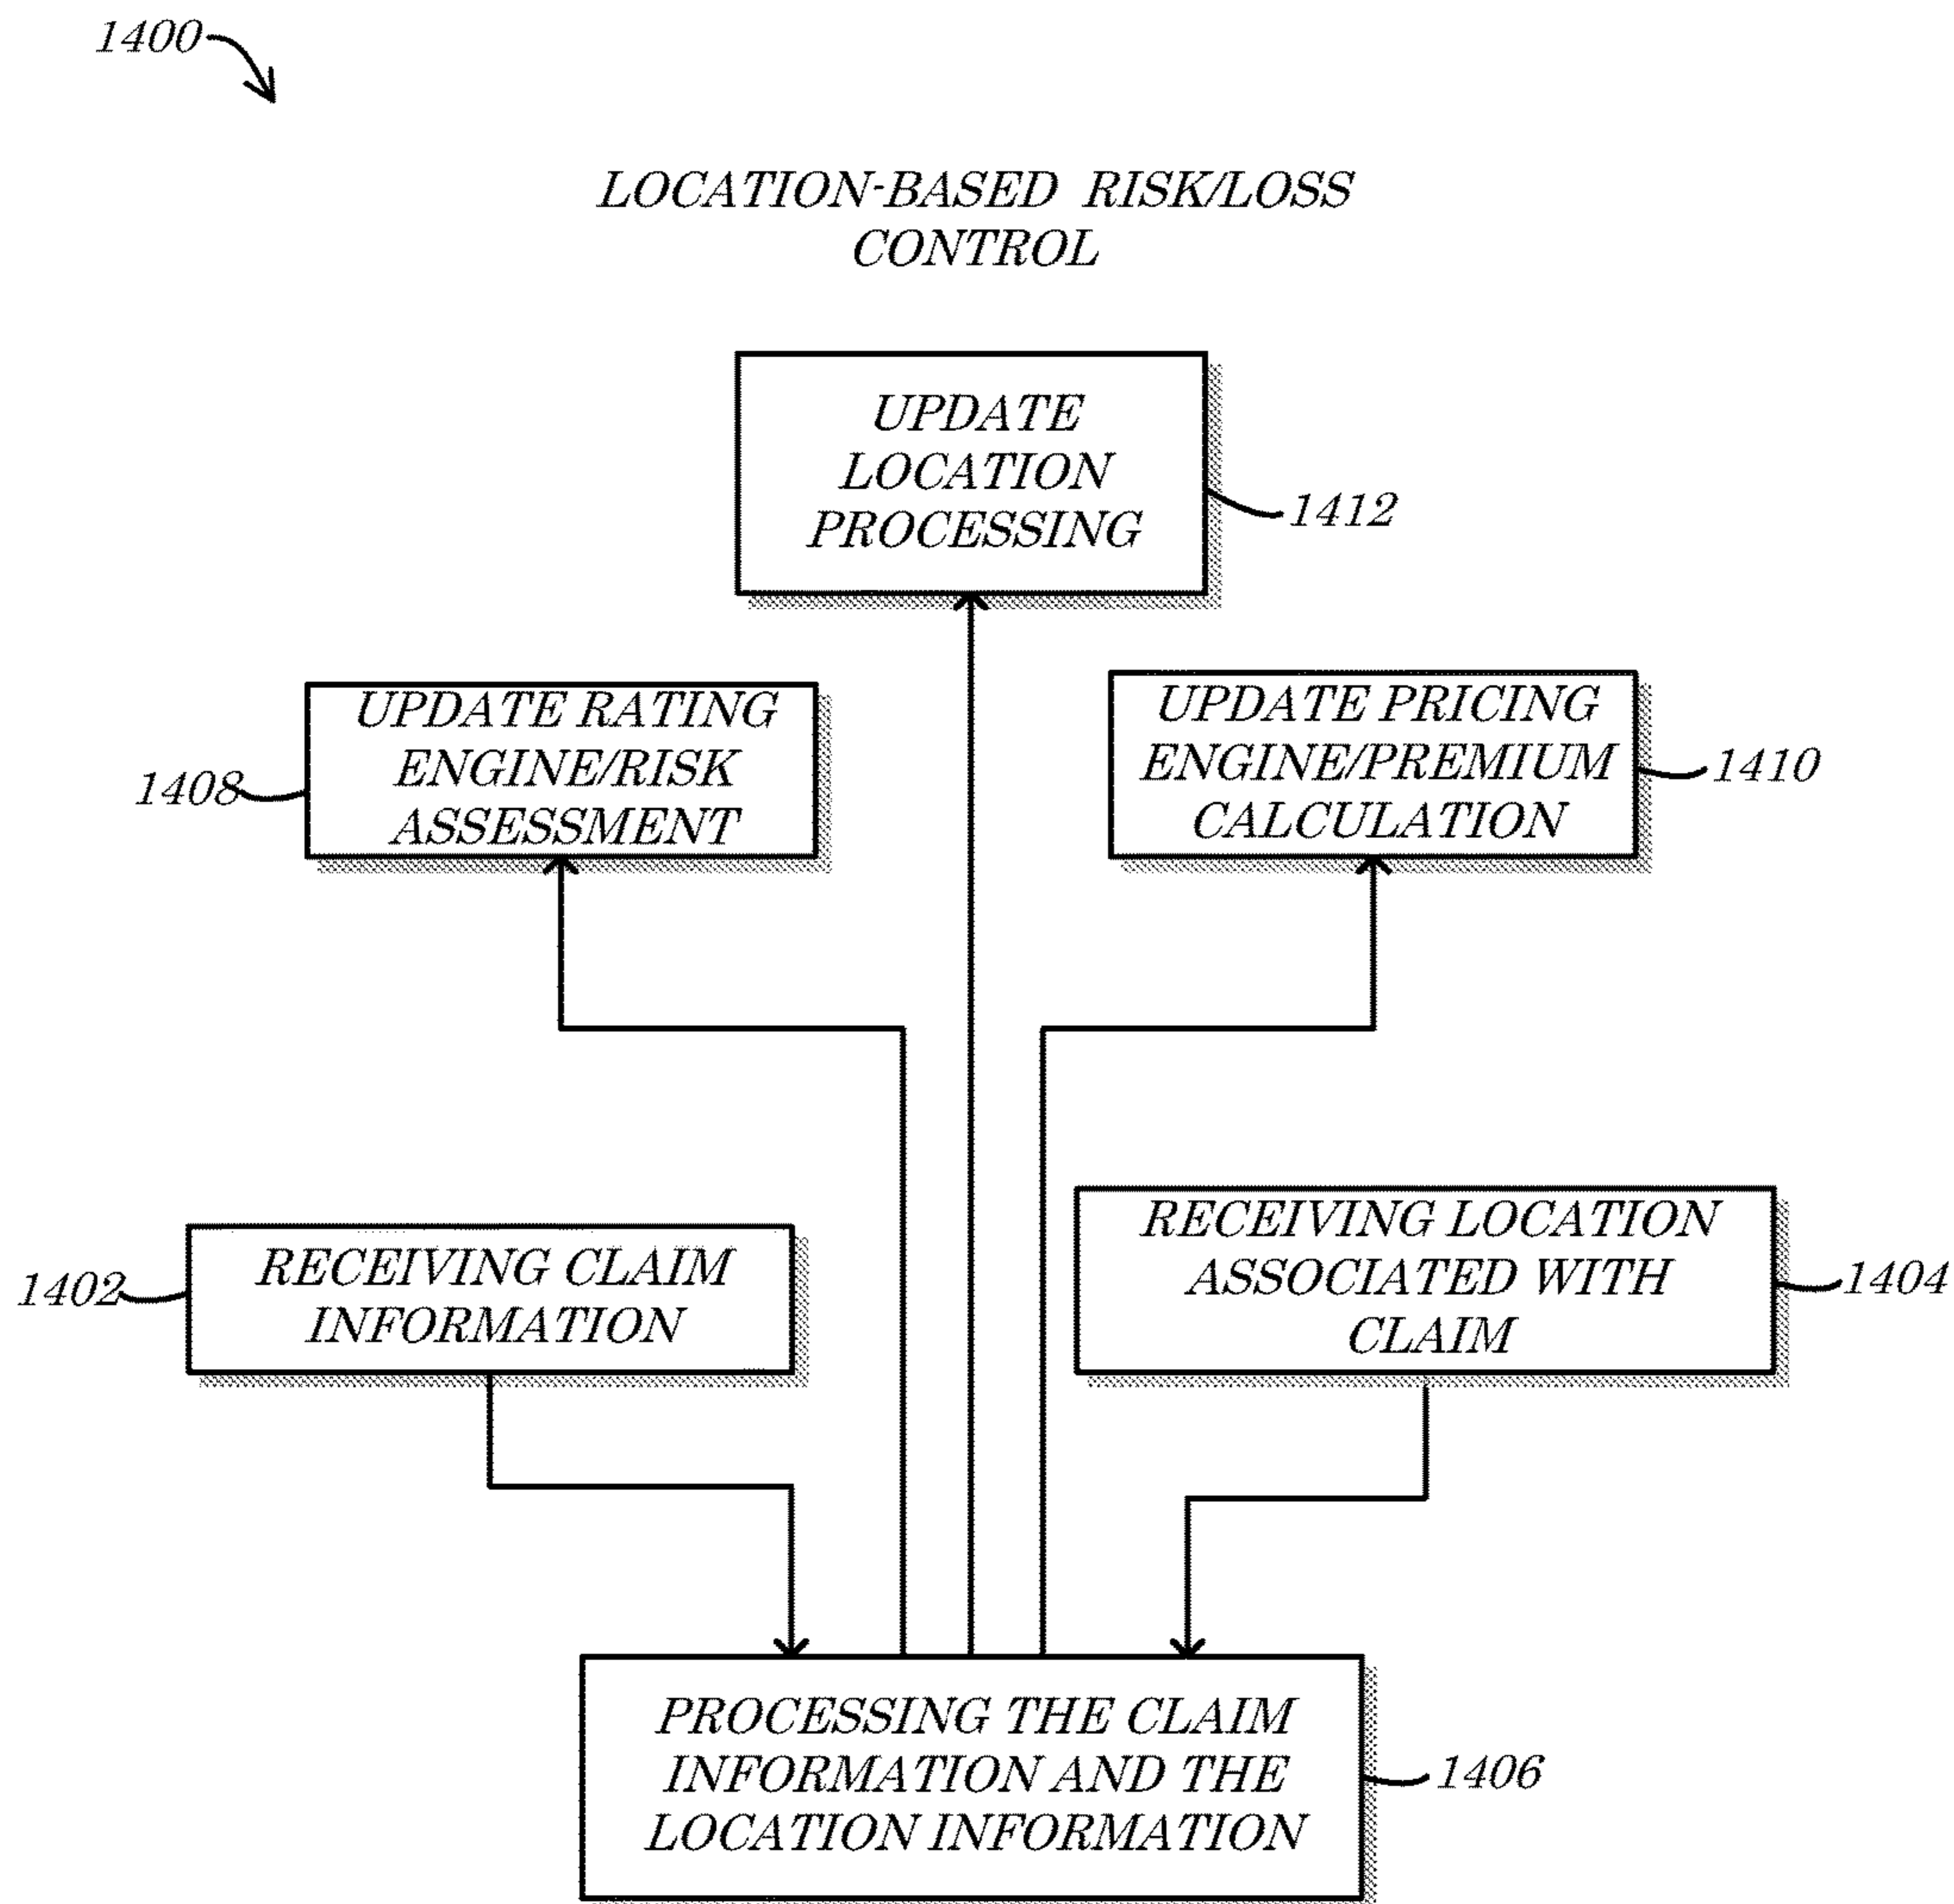 1400
LOCATION-BASED RISK/LOSS
CONTROL
UPDATE
LOCATION
PROCESSING
1412
UPDATE RATING
ENGINE/RISK
ASSESSMENT
1408
UPDATE PRICING
ENGINE/PREMIUM
CALCULATION
1410
RECEIVING CLAIM
INFORMATION
1402
RECEIVING LOCATION
ASSOCIATED WITH
CLAIM
1404
PROCESSING THE CLAIM
INFORMATION AND THE
LOCATION INFORMATION
1406